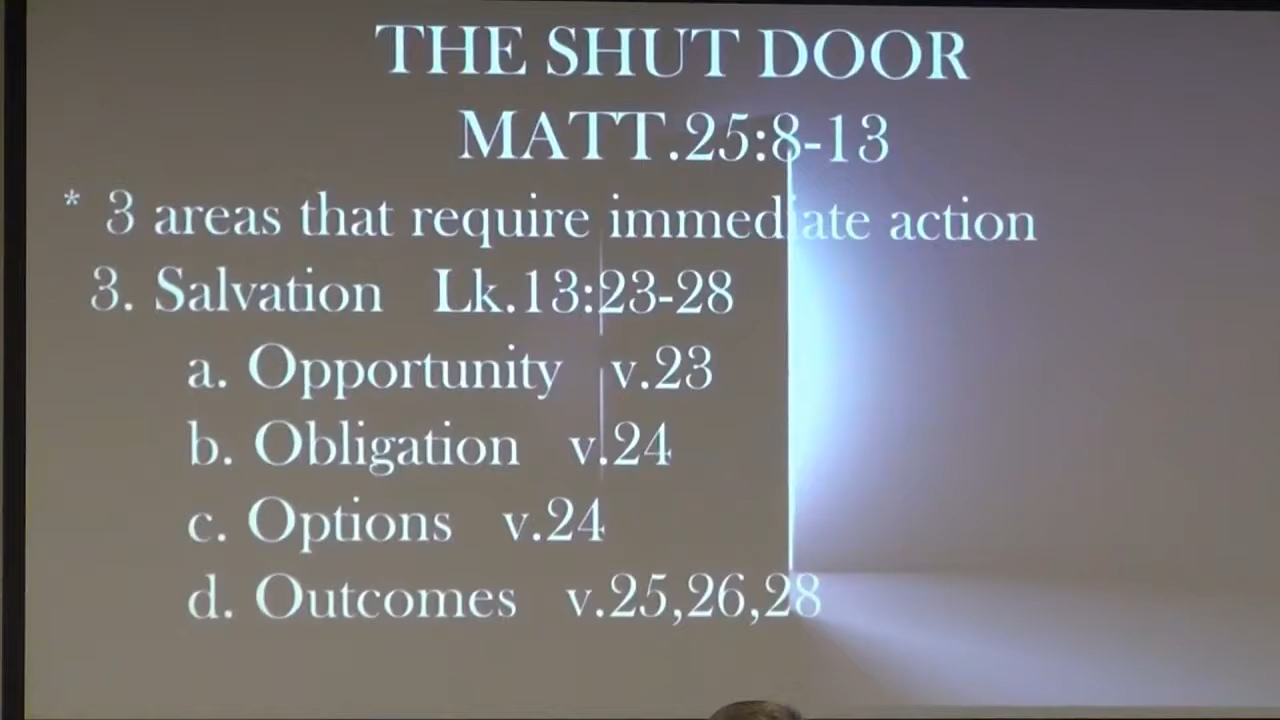 THE SHUT DOOR
MATT.25:8-13
* 3 areas that require immediate action
3. Salvation Lk.13:23-28
a. Opportunity v.23
b. Obligation v.24
c. Options v.24
d. Outcomes v.25,26,28